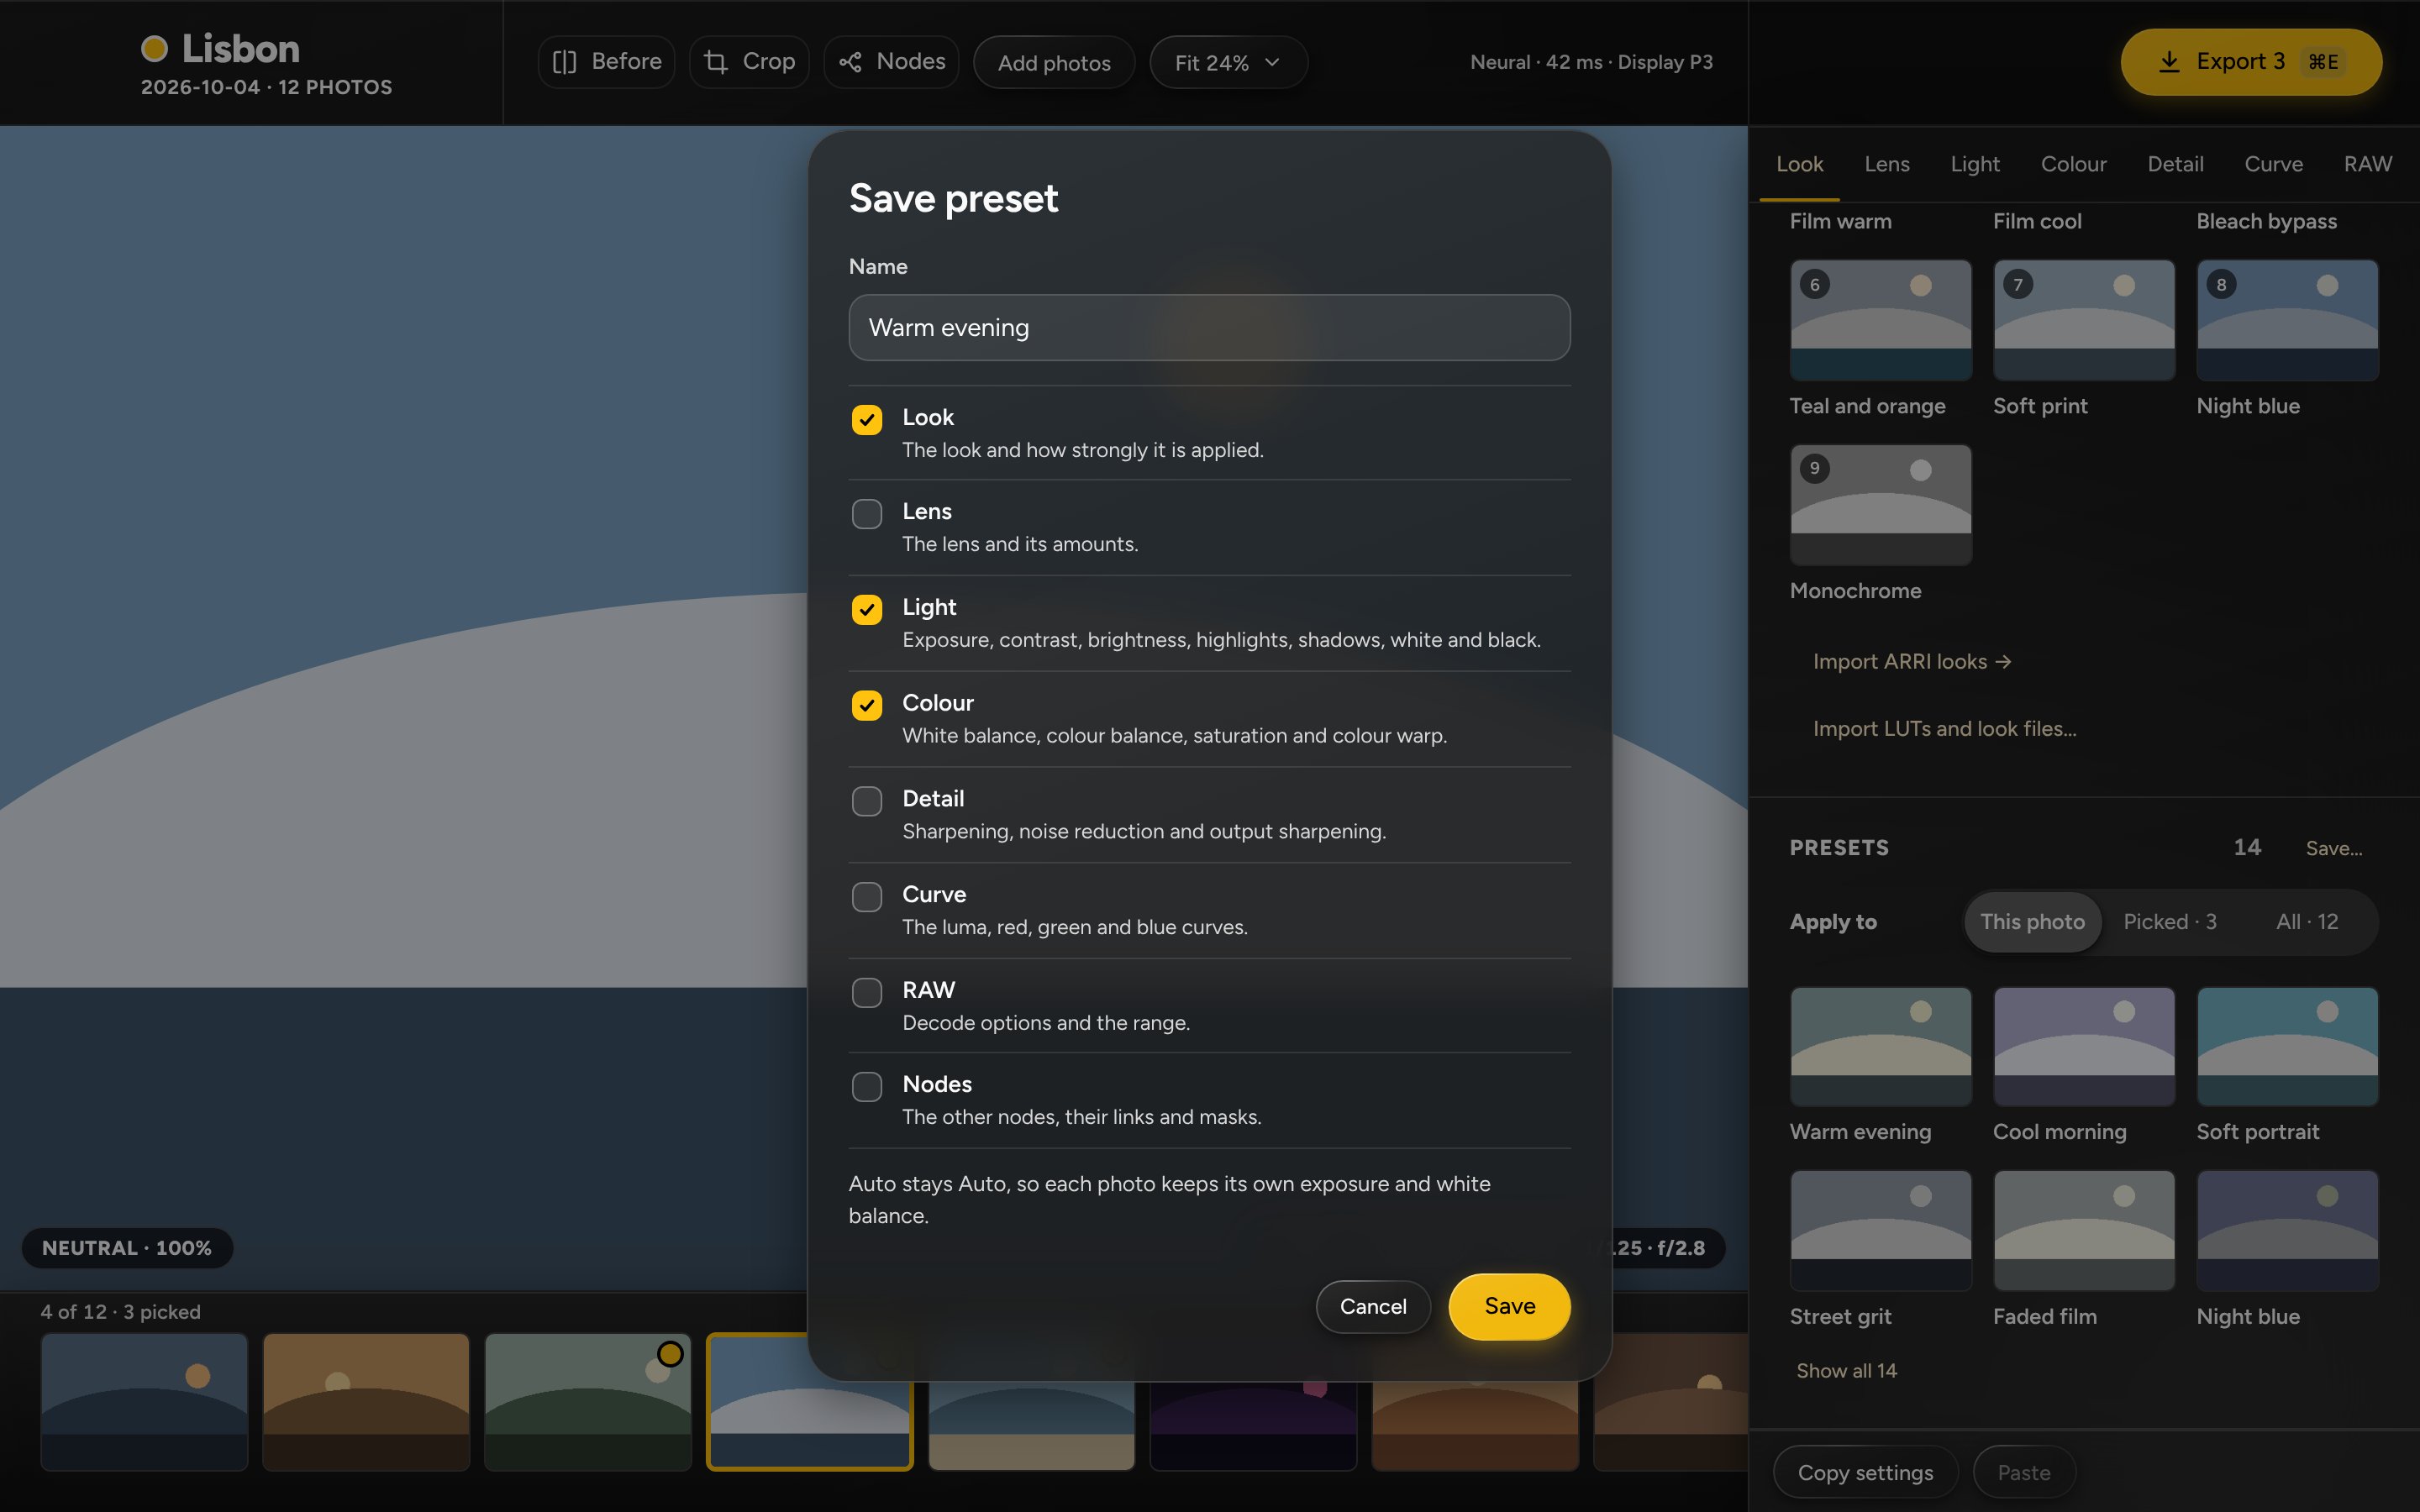 Lisbon
2026-10-04 · 12 PHOTOS
Before
Crop
Nodes
Add photos
Fit 24%
Neural · 42 ms · Display P3
Export 3 ⌘E
Save preset
Name
Warm evening
Look
The look and how strongly it is applied.
Lens
The lens and its amounts.
Light
Exposure, contrast, brightness, highlights, shadows, white and black.
Colour
White balance, colour balance, saturation and colour warp.
Detail
Sharpening, noise reduction and output sharpening.
Curve
The luma, red, green and blue curves.
RAW
Decode options and the range.
Nodes
The other nodes, their links and masks.
Auto stays Auto, so each photo keeps its own exposure and white
balance.
Cancel
Save
NEUTRAL · 100%
f/2.8
4 of 12 · 3 picked
Look
Lens
Light
Colour
Detail
Curve
RAW
Film warm
Film cool
Bleach bypass
6
7
8
Teal and orange
Soft print
Night blue
9
Monochrome
Import ARRI looks →
Import LUTs and look files...
PRESETS
14
Save...
Apply to
This photo
Picked · 3
All · 12
Warm evening
Cool morning
Soft portrait
Street grit
Faded film
Night blue
Show all 14
Copy settings
Paste